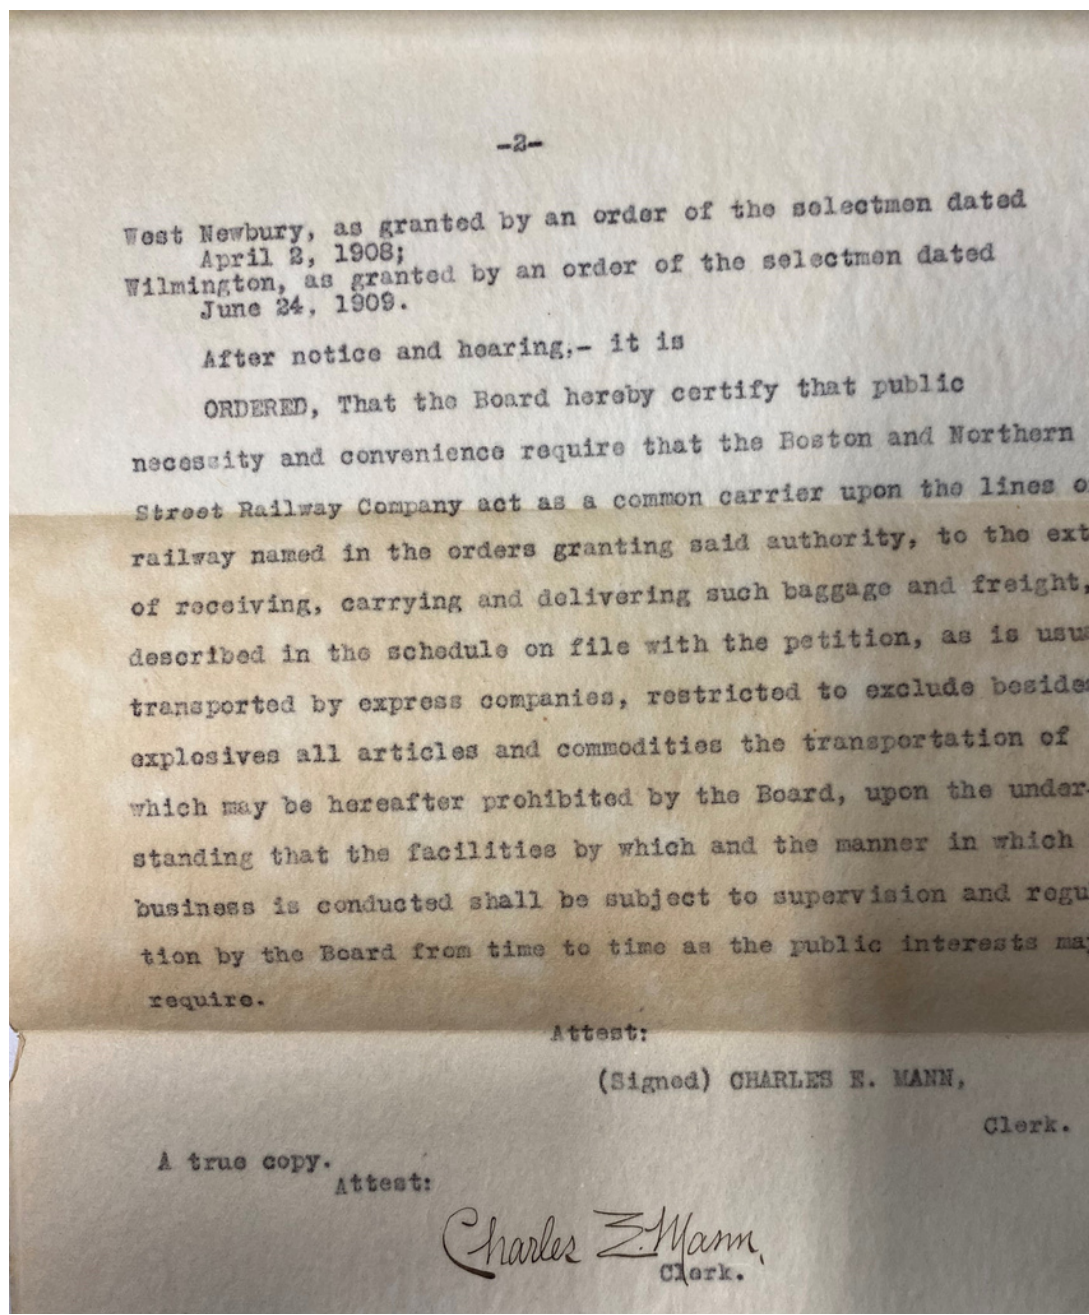 -2-
West Newbury, as granted by an order of the selectmen dated
April 2, 1908;
Wilmington, as granted by an order of the selectmen dated
June 24, 1909.
After notice and hearing,- it is
ORDERED, That the Board hereby certify that public
necessity and convenience require that the Boston and Northern
Street Railway Company act as a common carrier upon the lines o
railway named in the orders granting said authority, to the ext
of receiving, carrying and delivering such baggage and freight,
described in the schedule on file with the petition, as is usu
transported by express companies, restricted to exclude besides
explosives all articles and commodities the transportation of
which may be hereafter prohibited by the Board, upon the under-
standing that the facilities by which and the manner in which
business is conducted shall be subject to supervision and regu
tion by the Board from time to time as the public interests may
require.
Attest:
(Signed) CHARLES E. MANN,
Clerk.
A true copy.
Attest:
Charles E. Mann,
Clerk.